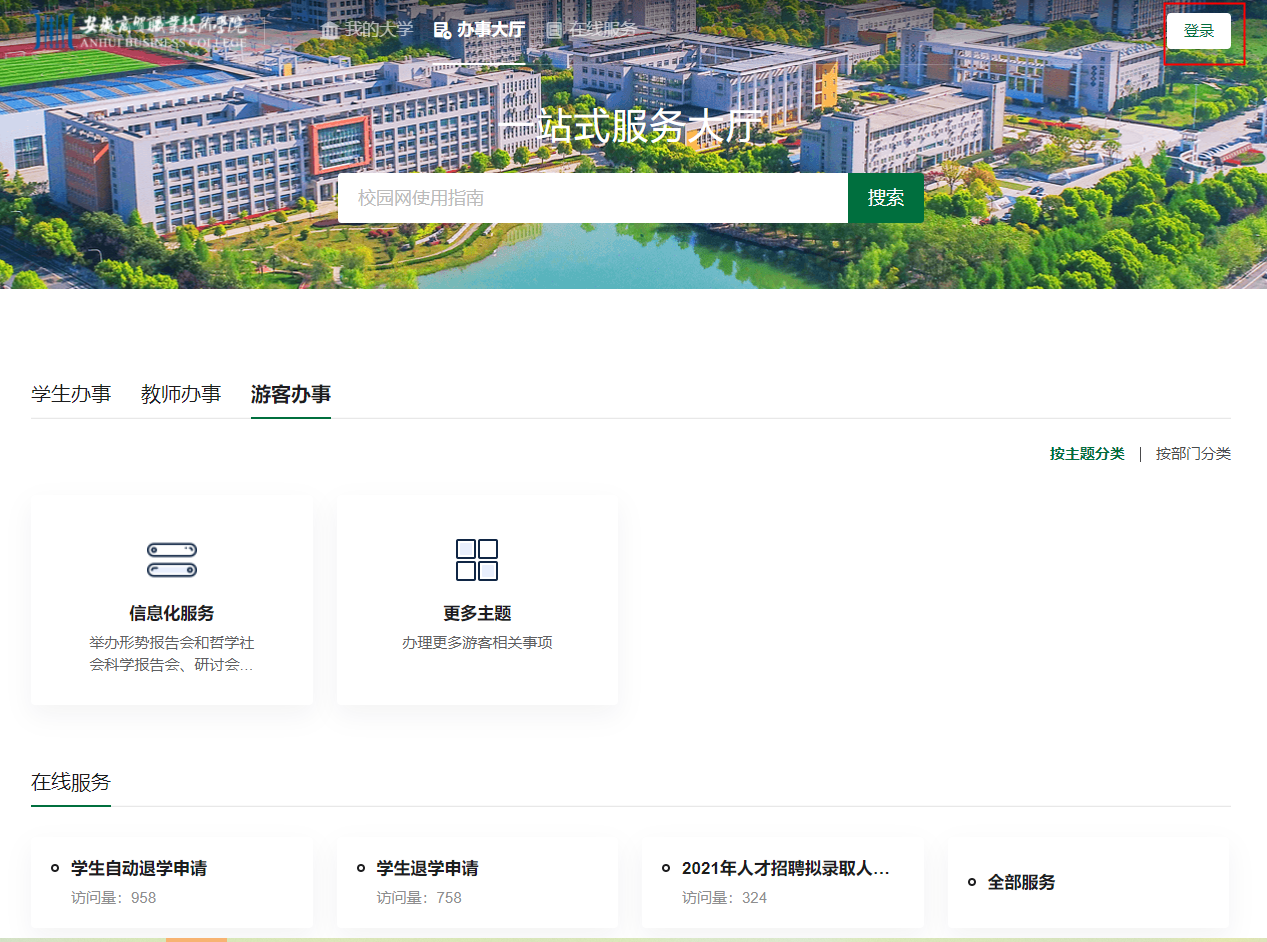 安徽商贸职业技术学院
ANHUI BUSINESS COLLEGE
我的大学
办事大厅
在线服务
登录
一站式服务大厅
校园网使用指南
搜索
学生办事
教师办事
游客办事
按主题分类
按部门分类
信息化服务
举办形势报告会和哲学社
会科学报告会、研讨会...
更多主题
办理更多游客相关事项
在线服务
学生自动退学申请
访问量：958
学生退学申请
访问量：758
2021年人才招聘拟录取人...
访问量：324
全部服务